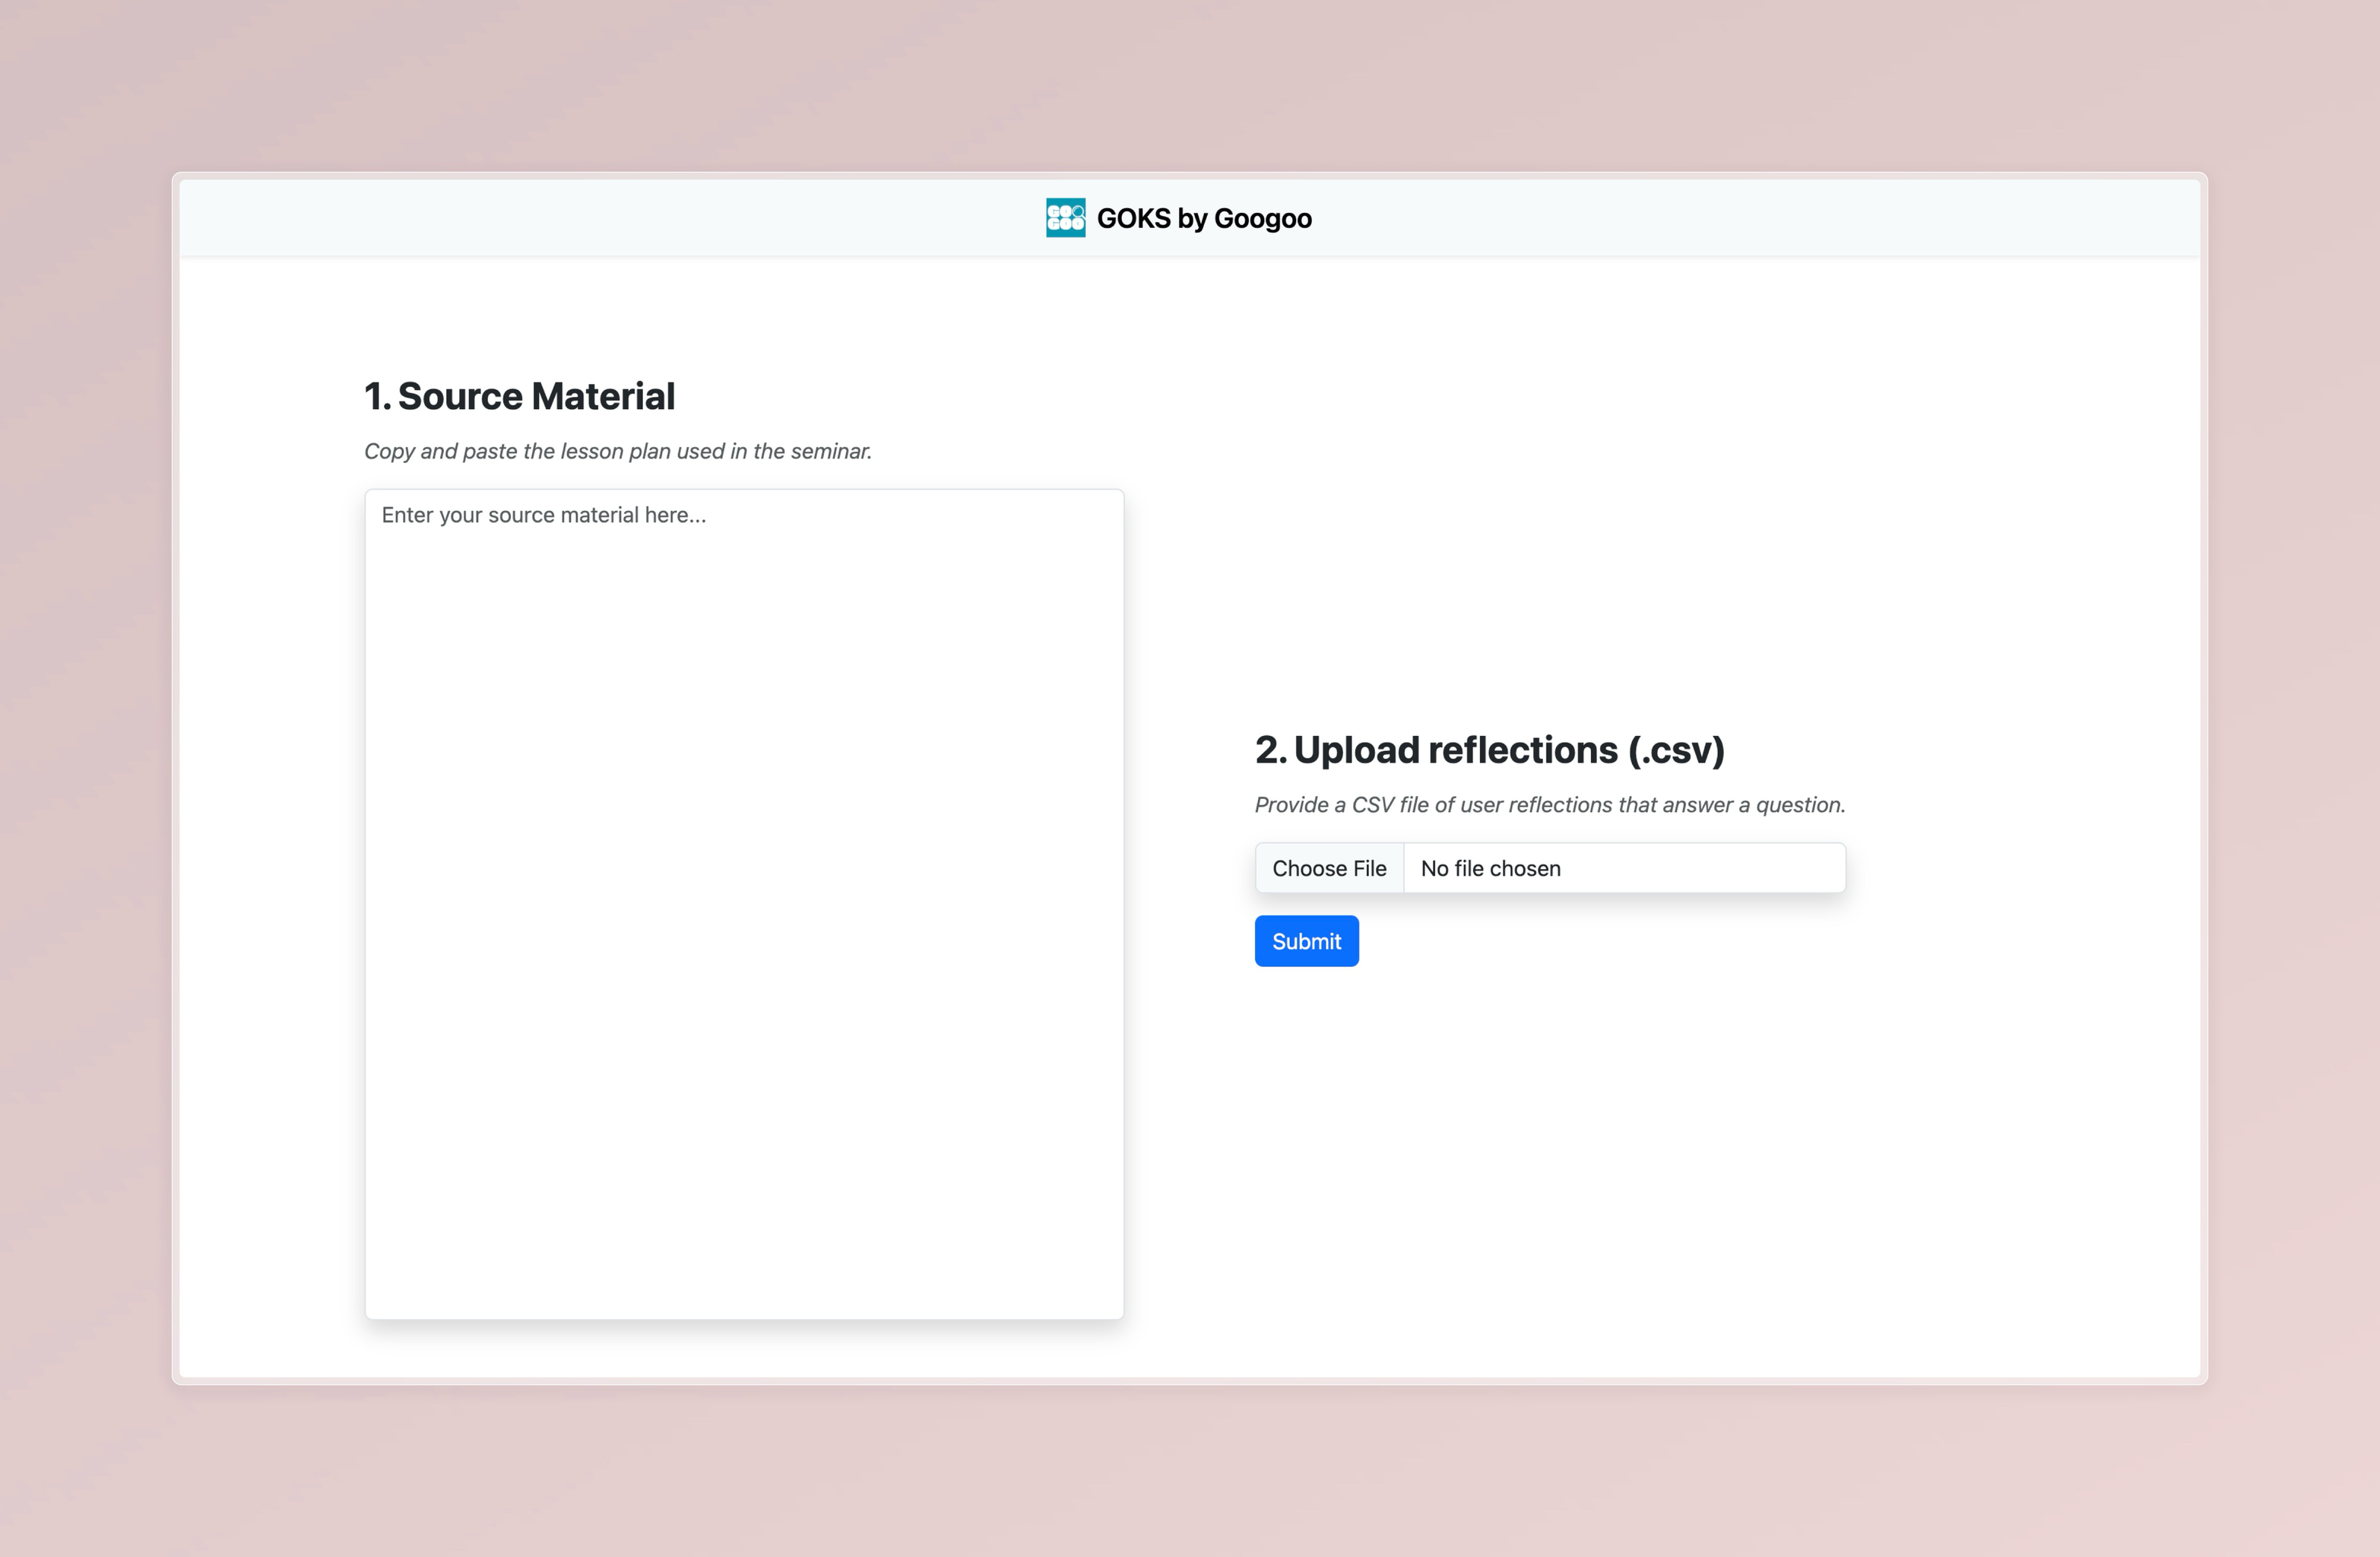 GOKS by Googoo
1. Source Material
Copy and paste the lesson plan used in the seminar.
Enter your source material here...
2. Upload reflections (.csv)
Provide a CSV file of user reflections that answer a question.
Choose File No file chosen
Submit